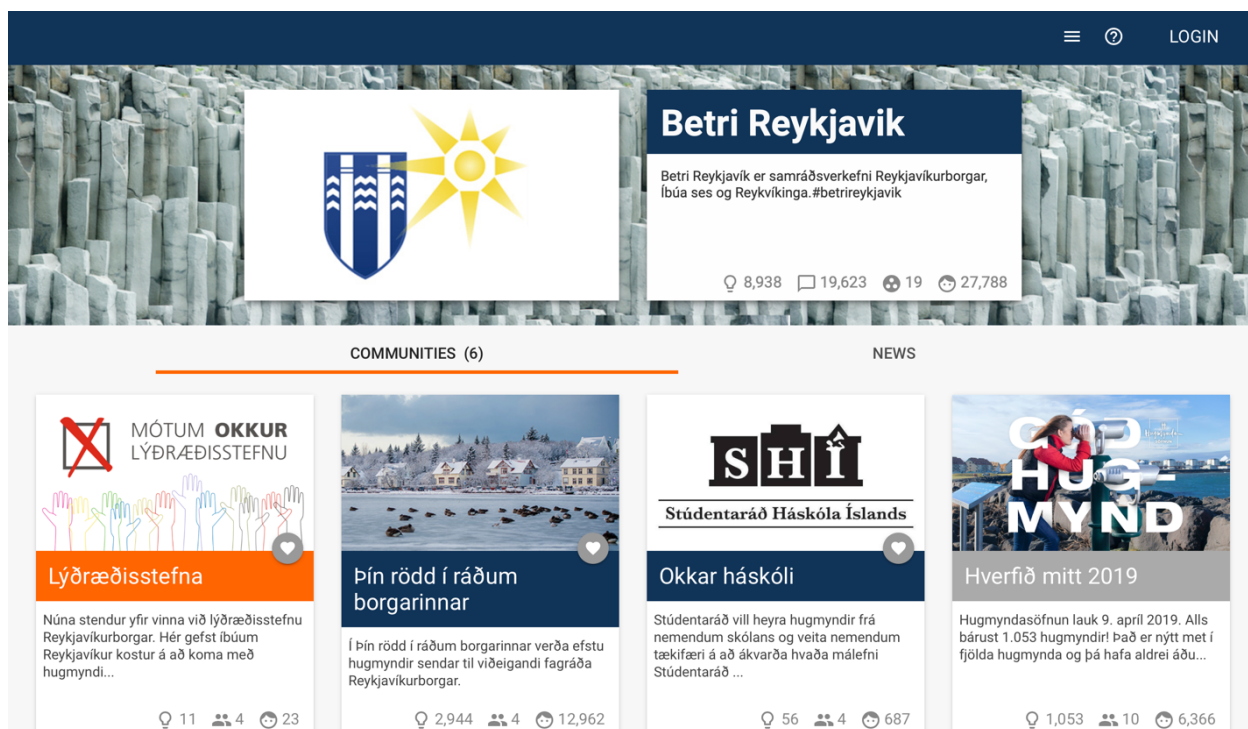 LOGIN
Betri Reykjavik
Betri Reykjavík er samráðsverkefni Reykjavíkurborgar,
Íbúa ses og Reykvíkinga.#betrireykjavik
8,938 19,623 19 27,788
COMMUNITIES (6) NEWS
MÓTUM OKKUR
LÝÐRÆÐISSTEFNU
Lýðræðisstefna
Núna stendur yfir vinna við lýðræðisstefnu
Reykjavíkurborgar. Hér gefst íbúum
Reykjavíkur kostur á að koma með
hugmyndi...
11 4 23
Þín rödd í ráðum
borgarinnar
Í Þín rödd í ráðum borgarinnar verða efstu
hugmyndir sendar til viðeigandi fagráða
Reykjavíkurborgar.
2,944 4 12,962
SHÍ
Stúdentaráð Háskóla Íslands
Okkar háskóli
Stúdentaráð vill heyra hugmyndir frá
nemendum skólans og veita nemendum
tækifæri á að ákvarða hvaða málefni
Stúdentaráð ...
56 4 687
GÓÐ
HUG-
MYND
Hverfið mitt 2019
Hugmyndasöfnun lauk 9. apríl 2019. Alls
bárust 1.053 hugmyndir! Það er nýtt met í
fjölda hugmynda og þá hafa aldrei áðu...
1,053 10 6,366